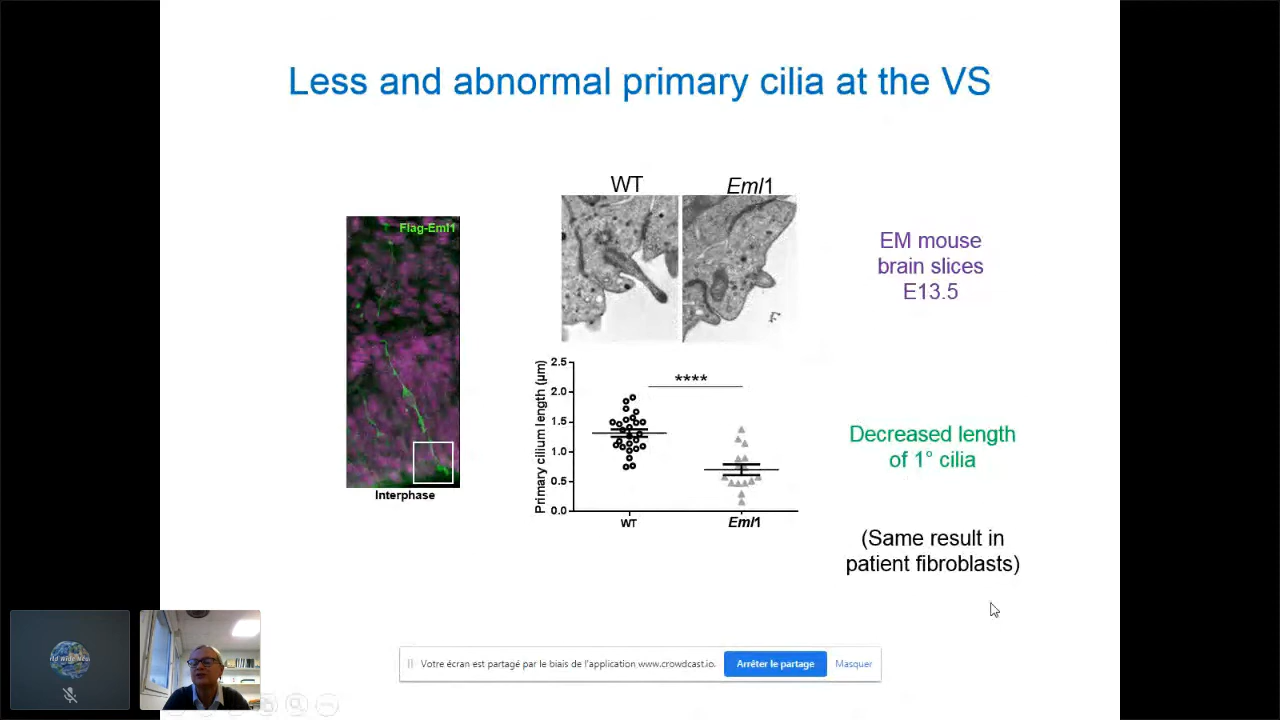 Less and abnormal primary cilia at the VS
WT
Eml1
Flag-Eml1
EM mouse
brain slices
E13.5
F
Interphase
Primary cilium length (µm)
2.5
2.0
1.5
1.0
0.5
0.0
****
WT
Eml1
Decreased length
of 1° cilia
(Same result in
patient fibroblasts)
Votre écran est partagé par le biais de l'application www.crowdcast.io.
Arrêter le partage
Masquer